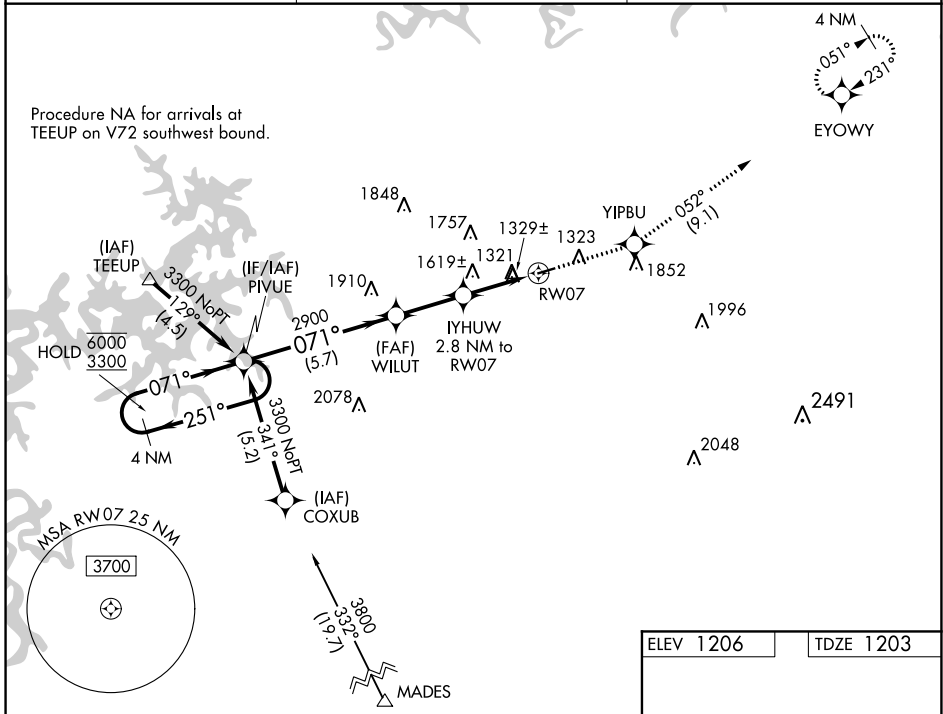 4 NM
051°
231°
EYOWY
Procedure NA for arrivals at
TEEUP on V72 southwest bound.
1848
1757
1329±
YIPBU
052°
(9.1)
(IAF)
TEEUP
3300 NoPT
129°
(4.5)
(IF/IAF)
PIVUE
1619±
1321
1323
1852
1910
RW07
HOLD
6000
3300
2900
071°
(5.7)
(FAF)
WILUT
IYHUW
2.8 NM to
RW07
1996
071°
251°
4 NM
2078
3300 NoPT
341°
(5.2)
2491
2048
(IAF)
COXUB
MSA RW07 25 NM
3700
3800
332°
(19.7)
MADES
ELEV 1206
TDZE 1203